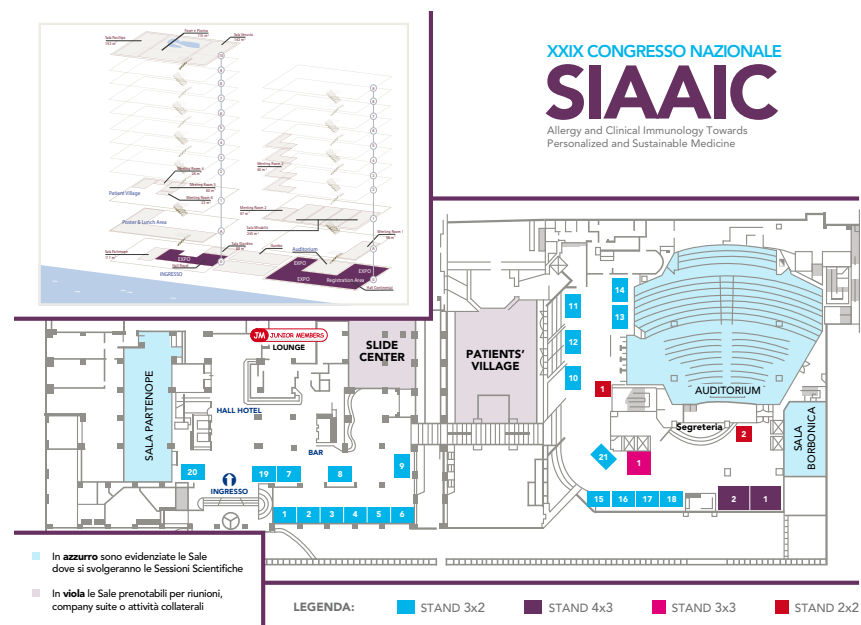 XXIX CONGRESSO NAZIONALE
SIAAIC
Allergy and Clinical Immunology Towards
Personalized and Sustainable Medicine
Patient Village
Poster & Lunch Area
Auditorium
EXPO
EXPO
EXPO
EXPO
Registration Area
INGRESSO
Meeting Room 2
JM JUNIOR MEMBERS
LOUNGE
SLIDE
CENTER
PATIENTS'
VILLAGE
SALA PARTENOPE
HALL HOTEL
BAR
INGRESSO
20
19
7
8
9
1
2
3
4
5
6
11
12
10
14
13
1
AUDITORIUM
Segreteria
2
SALA
BORBONICA
21
1
15
16
17
18
2
1
In azzurro sono evidenziate le Sale
dove si svolgeranno le Sessioni Scientifiche
In viola le Sale prenotabili per riunioni,
company suite o attività collaterali
LEGENDA:
STAND 3x2
STAND 4x3
STAND 3x3
STAND 2x2